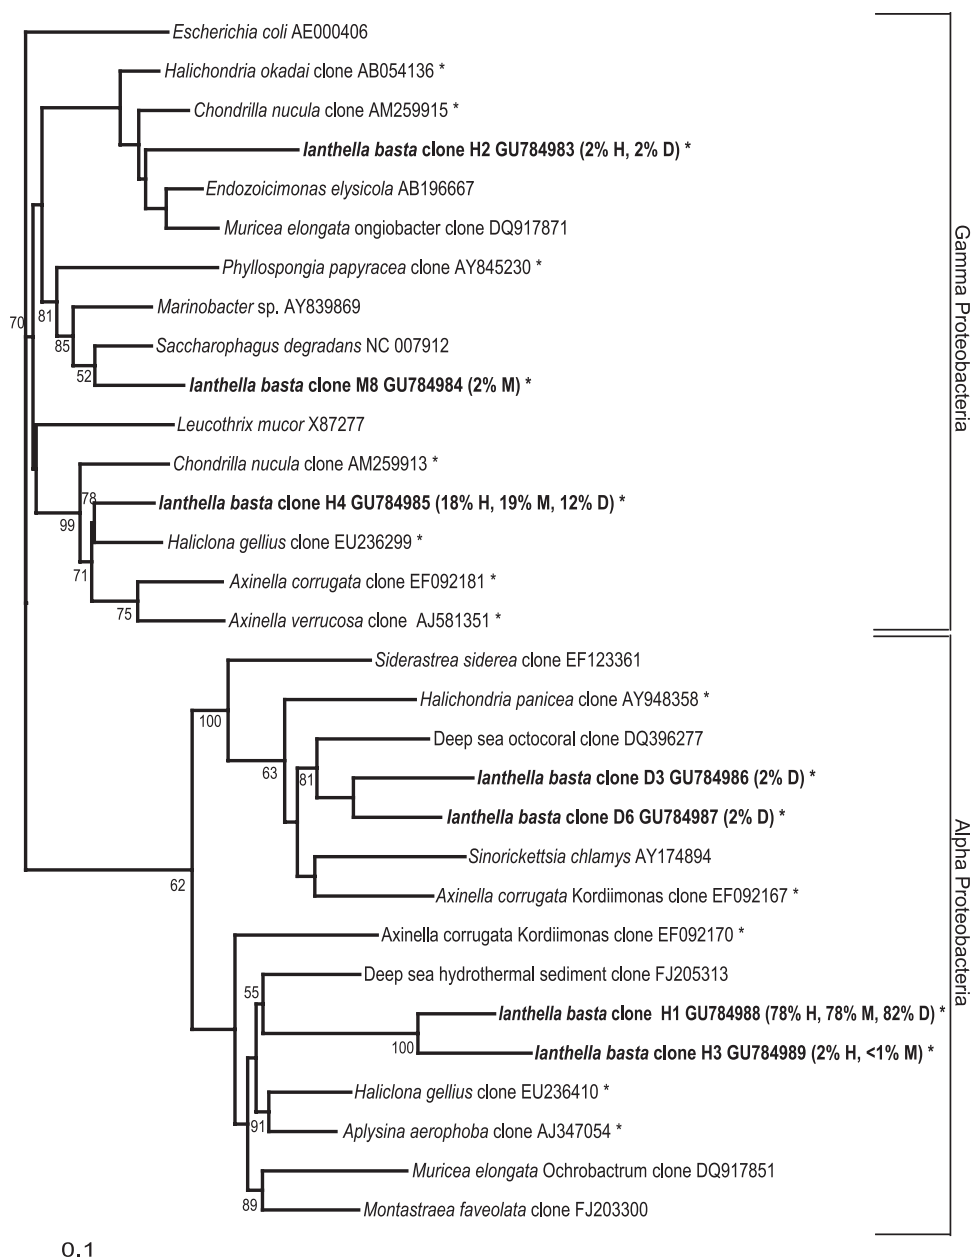 Escherichia coli AE000406
Halichondria okadai clone AB054136 *
Chondrilla nucula clone AM259915 *
Ianthella basta clone H2 GU784983 (2% H, 2% D) *
Endozoicimonas elysicola AB196667
Muricea elongata ongiobacter clone DQ917871
Phyllospongia papyracea clone AY845230 *
81
Marinobacter sp. AY839869
70
85
Saccharophagus degradans NC 007912
52
Ianthella basta clone M8 GU784984 (2% M) *
Leucothrix mucor X87277
Chondrilla nucula clone AM259913 *
78
Ianthella basta clone H4 GU784985 (18% H, 19% M, 12% D) *
99
Haliclona gellius clone EU236299 *
71
Axinella corrugata clone EF092181 *
75
Axinella verrucosa clone AJ581351 *
Gamma Proteobacteria
Siderastrea siderea clone EF123361
Halichondria panicea clone AY948358 *
100
Deep sea octocoral clone DQ396277
63
81
Ianthella basta clone D3 GU784986 (2% D) *
Ianthella basta clone D6 GU784987 (2% D) *
Sinorickettsia chlamys AY174894
62
Axinella corrugata Kordiimonas clone EF092167 *
Axinella corrugata Kordiimonas clone EF092170 *
Deep sea hydrothermal sediment clone FJ205313
55
Ianthella basta clone H1 GU784988 (78% H, 78% M, 82% D) *
100
Ianthella basta clone H3 GU784989 (2% H, <1% M) *
Haliclona gellius clone EU236410 *
91
Aplysina aerophoba clone AJ347054 *
Muricea elongata Ochrobactrum clone DQ917851
89
Montastraea faveolata clone FJ203300
Alpha Proteobacteria
0.1